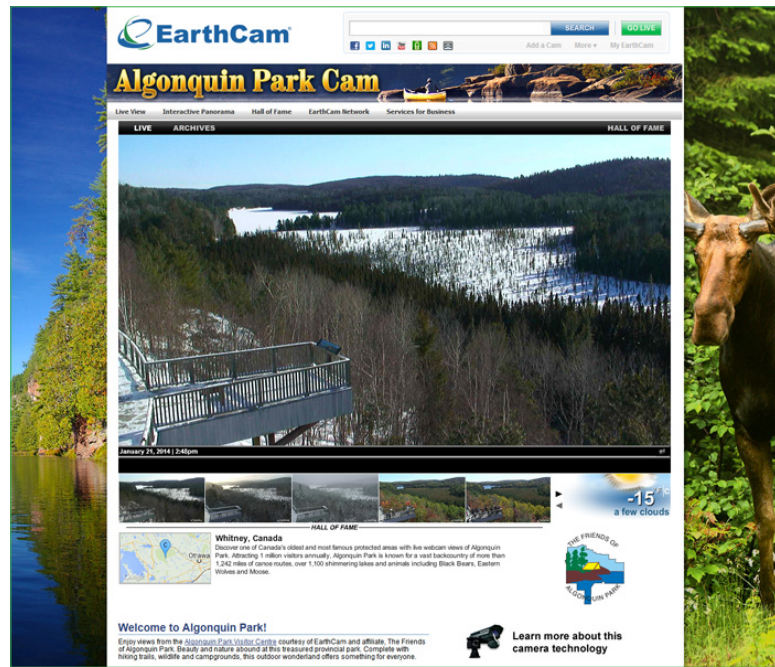 EarthCam
SEARCH
GO LIVE
Add a Cam More ▾ My EarthCam
Algonquin Park Cam
Live View Interactive Panorama Hall of Fame EarthCam Network Services for Business
LIVE ARCHIVES HALL OF FAME
January 21, 2014 | 2:48pm
HALL OF FAME
-15°F|C
a few clouds
Ottawa
Whitney, Canada
Discover one of Canada's oldest and most famous protected areas with live webcam views of Algonquin
Park. Attracting 1 million visitors annually, Algonquin Park is known for a vast backcountry of more than
1,242 miles of canoe routes, over 1,100 shimmering lakes and animals including Black Bears, Eastern
Wolves and Moose.
THE FRIENDS OF
ALGONQUIN PARK
Welcome to Algonquin Park!
Enjoy views from the Algonquin Park Visitor Centre courtesy of EarthCam and affiliate, The Friends
of Algonquin Park. Beauty and nature abound at this treasured provincial park. Complete with
hiking trails, wildlife and campgrounds, this outdoor wonderland offers something for everyone.
Learn more about this
camera technology